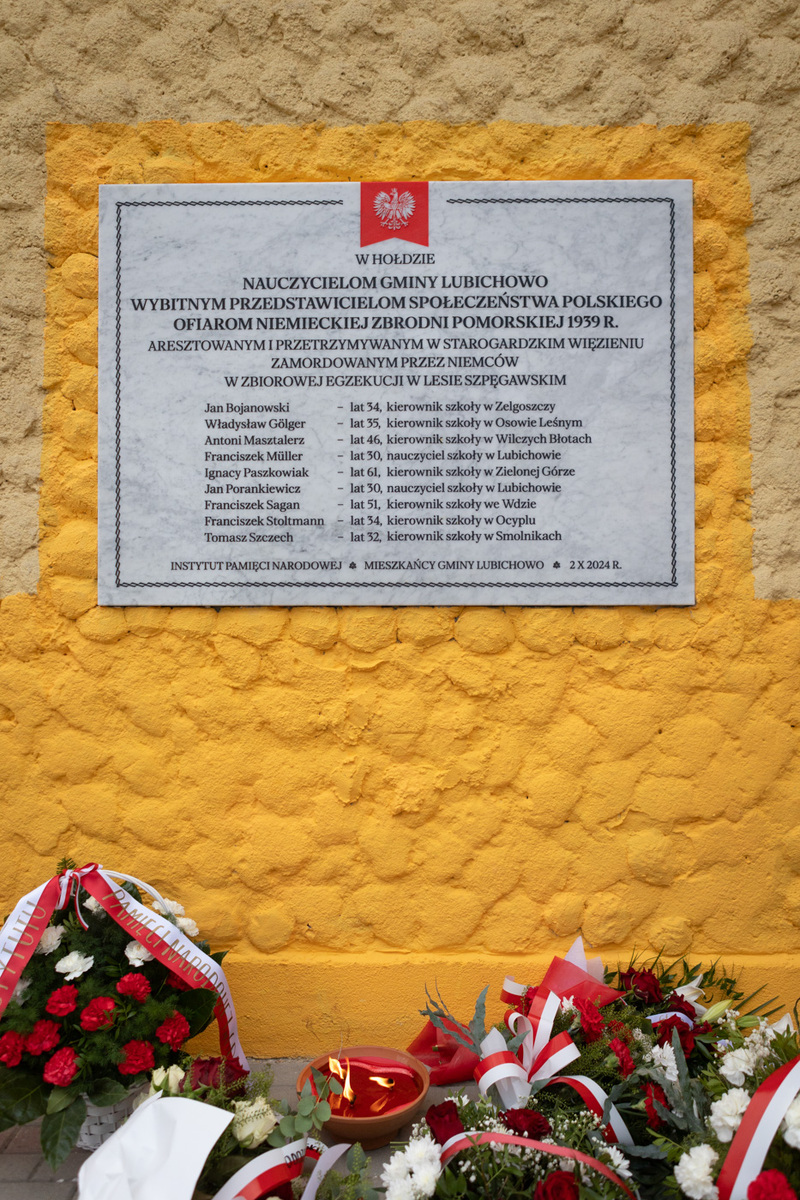 W HOŁDZIE
NAUCZYCIELOM GMINY LUBICHOWO
WYBITNYM PRZEDSTAWICIELOM SPOŁECZEŃSTWA POLSKIEGO
OFIAROM NIEMIECKIEJ ZBRODNI POMORSKIEJ 1939 R.
ARESZTOWANYM I PRZETRZYMYWANYM W STAROGARDZKIM WIĘZIENIU
ZAMORDOWANYM PRZEZ NIEMCÓW
W ZBIOROWEJ EGZEKUCJI W LESIE SZPĘGAWSKIM
Jan Bojanowski – lat 34, kierownik szkoły w Zelgoszczy
Władysław Gölger – lat 35, kierownik szkoły w Osowie Leśnym
Antoni Masztalerz – lat 46, kierownik szkoły w Wilczych Błotach
Franciszek Müller – lat 30, nauczyciel szkoły w Lubichowie
Ignacy Paszkowiak – lat 61, kierownik szkoły w Zielonej Górze
Jan Porankiewicz – lat 30, nauczyciel szkoły w Lubichowie
Franciszek Sagan – lat 51, kierownik szkoły we Wdzie
Franciszek Stoltmann – lat 34, kierownik szkoły w Ocyplu
Tomasz Szczech – lat 32, kierownik szkoły w Smolnikach
INSTYTUT PAMIĘCI NARODOWEJ MIESZKAŃCY GMINY LUBICHOWO 2 X 2024 R.
PAMIĘCI NARODOWEJ